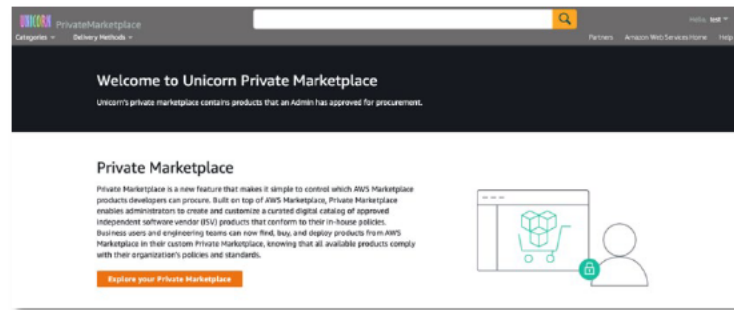 UNICORN PrivateMarketplace
Hello, test
Categories
Delivery Methods
Partners
Amazon Web Services Home
Help
Welcome to Unicorn Private Marketplace
Unicorn's private marketplace contains products that an Admin has approved for procurement.
Private Marketplace
Private Marketplace is a new feature that makes it simple to control which AWS Marketplace
products developers can procure. Built on top of AWS Marketplace, Private Marketplace
enables administrators to create and customize a curated digital catalog of approved
independent software vendor (ISV) products that conform to their in-house policies.
Business users and engineering teams can now find, buy, and deploy products from AWS
Marketplace in their custom Private Marketplace, knowing that all available products comply
with their organization's policies and standards.
Explore your Private Marketplace